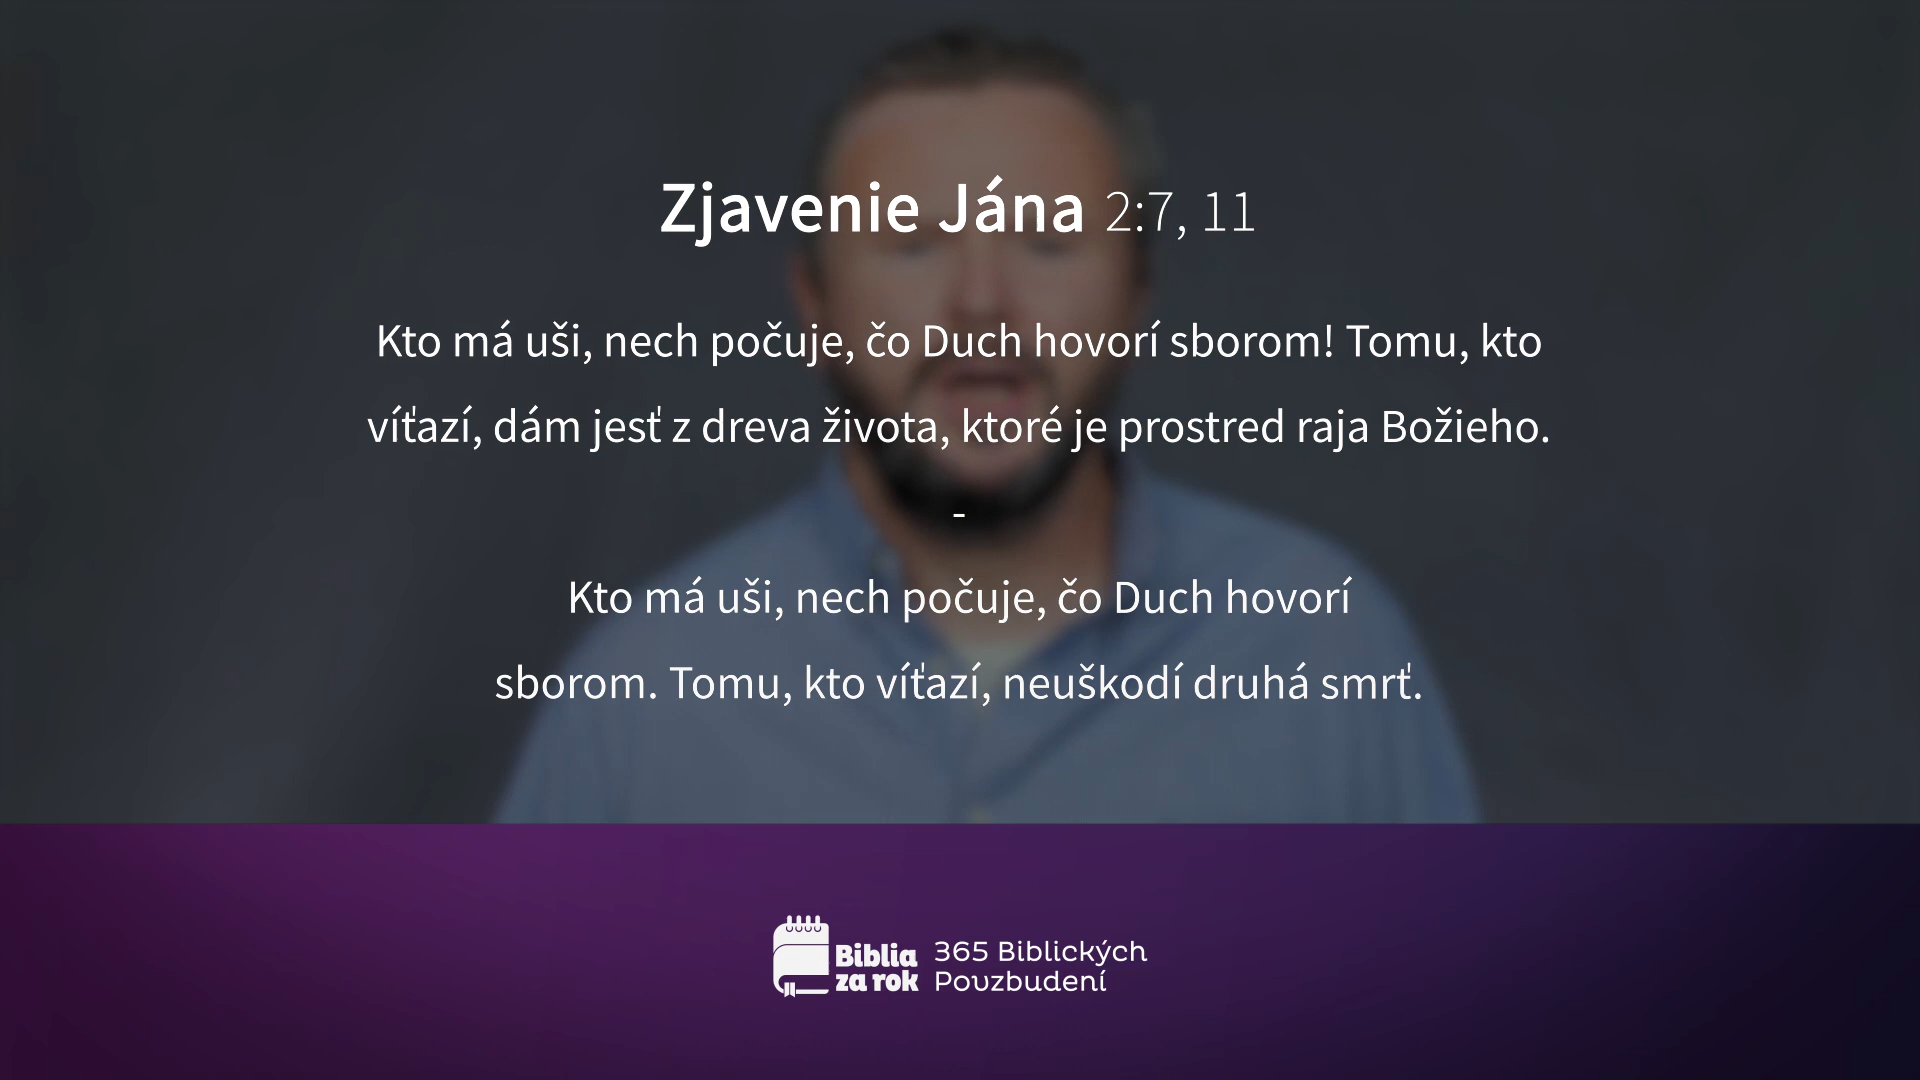 Zjavenie Jána 2:7, 11
Kto má uši, nech počuje, čo Duch hovorí sborom! Tomu, kto
víťazí, dám jesť z dreva života, ktoré je prostred raja Božieho.
-
Kto má uši, nech počuje, čo Duch hovorí
sborom. Tomu, kto víťazí, neuškodí druhá smrť.
Biblia
za rok
365 Biblických
Povzbudení